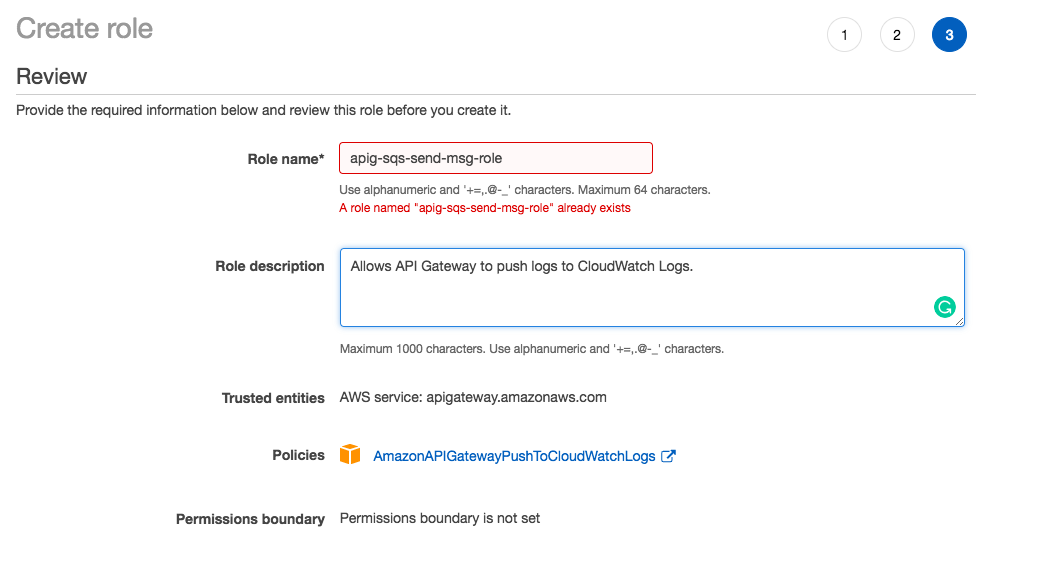 Create role
1 2 3
Review
Provide the required information below and review this role before you create it.
Role name* apig-sqs-send-msg-role
Use alphanumeric and '+=,.@-_' characters. Maximum 64 characters.
A role named "apig-sqs-send-msg-role" already exists
Role description Allows API Gateway to push logs to CloudWatch Logs.
Maximum 1000 characters. Use alphanumeric and '+=,.@-_' characters.
Trusted entities AWS service: apigateway.amazonaws.com
Policies AmazonAPIGatewayPushToCloudWatchLogs
Permissions boundary Permissions boundary is not set